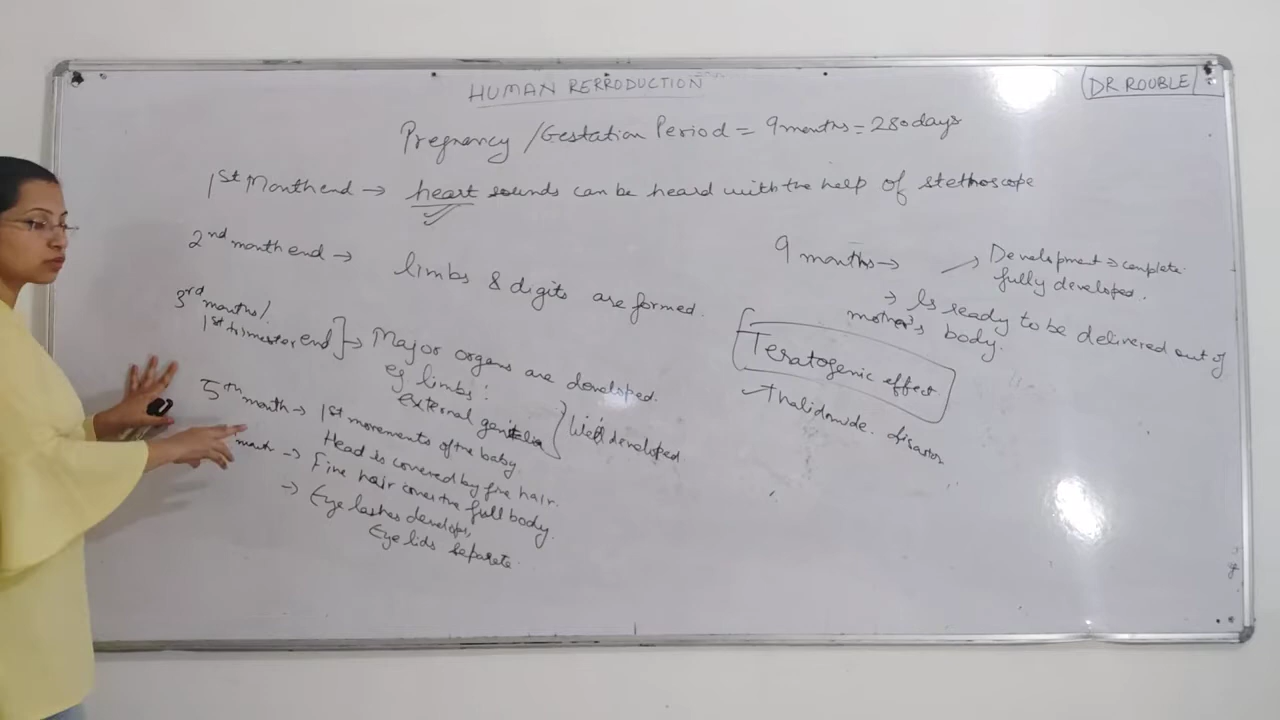 HUMAN RERRODUCTION
DR ROUBLE
Pregnancy /Gestation Period = 9 months = 280 days
1st Month end → heart sounds can be heard with the help of stethoscope
2nd month end → limbs & digits are formed.
3rd months/
1st trimester end } → Major organs are developed.
eg limbs:
external genitalia } Well developed
5th month → 1st movements of the baby.
Head is covered by fine hair.
month → Fine hair cover the full body.
→ Eye lashes develops,
Eye lids separate.
9 months → Development → complete.
fully developed.
→ Is ready to be delivered out of
mother's body.
Teratogenic effect
Thalidomide.